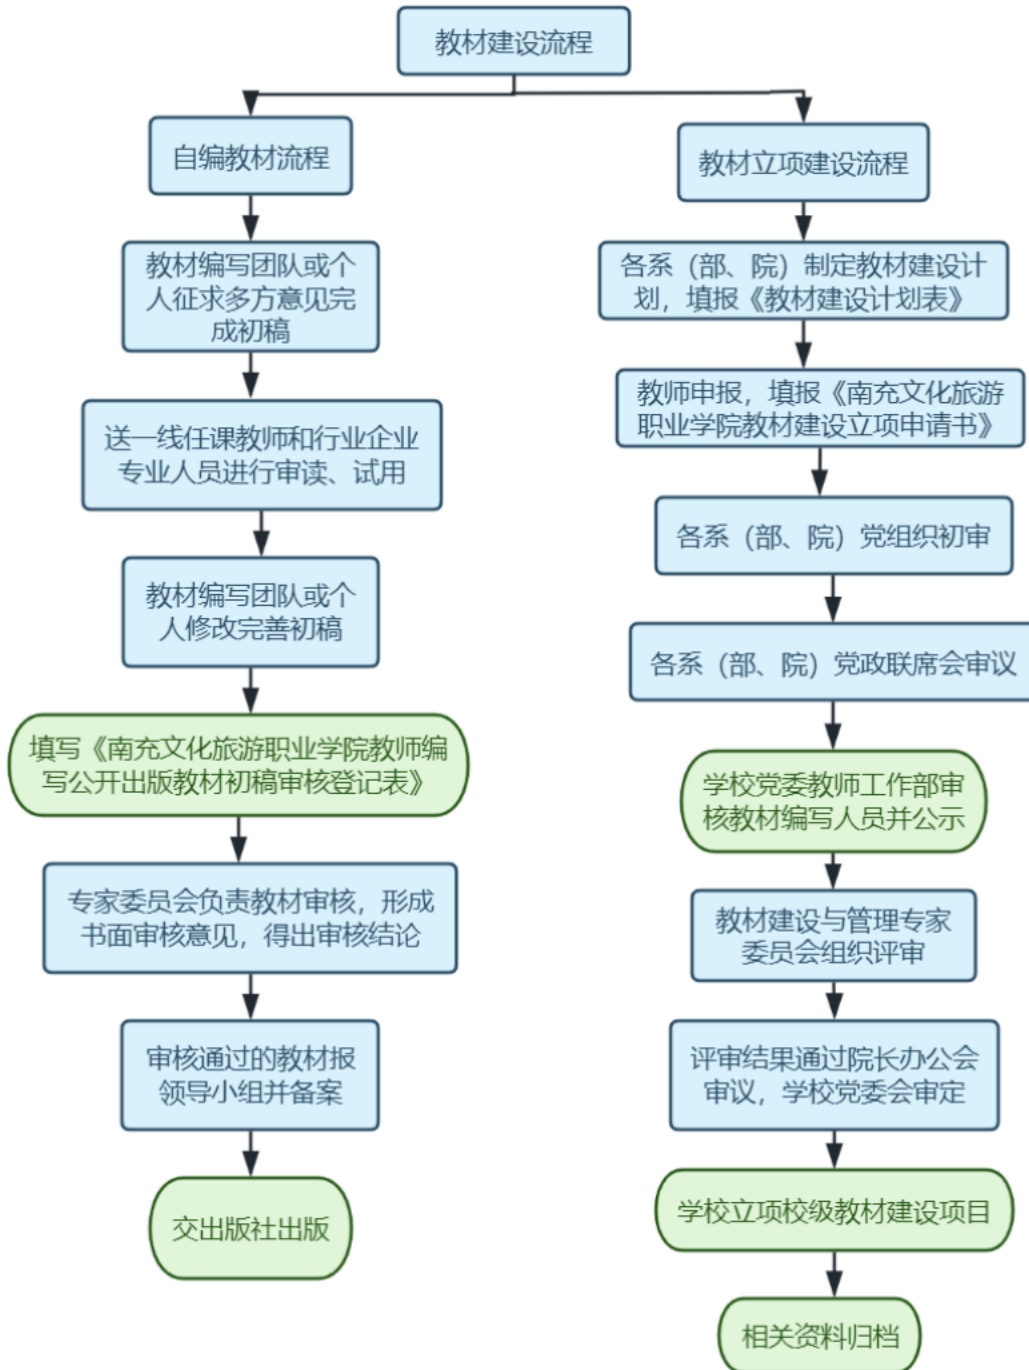 教材建设流程
自编教材流程
教材编写团队或个
人征求多方意见完
成初稿
送一线任课教师和行业企业
专业人员进行审读、试用
教材编写团队或个
人修改完善初稿
填写《南充文化旅游职业学院教师编
写公开出版教材初稿审核登记表》
专家委员会负责教材审核，形成
书面审核意见，得出审核结论
审核通过的教材报
领导小组并备案
交出版社出版
教材立项建设流程
各系（部、院）制定教材建设计
划，填报《教材建设计划表》
教师申报，填报《南充文化旅游
职业学院教材建设立项申请书》
各系（部、院）党组织初审
各系（部、院）党政联席会审议
学校党委教师工作部审
核教材编写人员并公示
教材建设与管理专家
委员会组织评审
评审结果通过院长办公会
审议，学校党委会审定
学校立项校级教材建设项目
相关资料归档